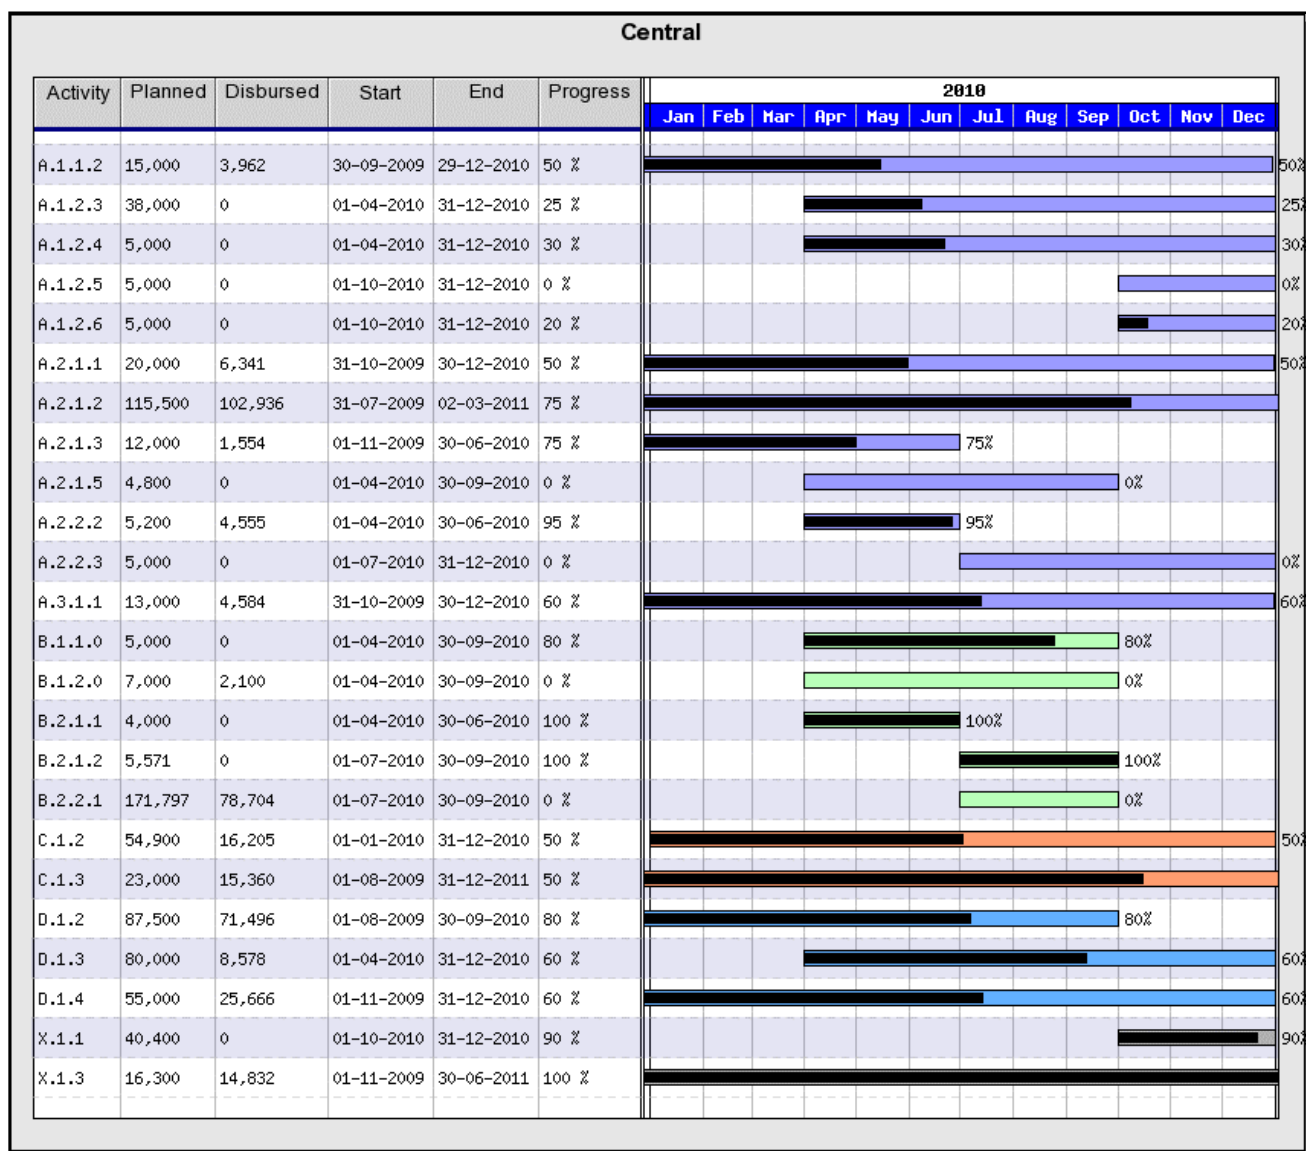 Central
Activity Planned Disbursed Start End Progress 2010
Jan Feb Mar Apr May Jun Jul Aug Sep Oct Nov Dec
A.1.1.2 15,000 3,962 30-09-2009 29-12-2010 50 % 50%
A.1.2.3 38,000 0 01-04-2010 31-12-2010 25 % 25%
A.1.2.4 5,000 0 01-04-2010 31-12-2010 30 % 30%
A.1.2.5 5,000 0 01-10-2010 31-12-2010 0 % 0%
A.1.2.6 5,000 0 01-10-2010 31-12-2010 20 % 20%
A.2.1.1 20,000 6,341 31-10-2009 30-12-2010 50 % 50%
A.2.1.2 115,500 102,936 31-07-2009 02-03-2011 75 %
A.2.1.3 12,000 1,554 01-11-2009 30-06-2010 75 % 75%
A.2.1.5 4,800 0 01-04-2010 30-09-2010 0 % 0%
A.2.2.2 5,200 4,555 01-04-2010 30-06-2010 95 % 95%
A.2.2.3 5,000 0 01-07-2010 31-12-2010 0 % 0%
A.3.1.1 13,000 4,584 31-10-2009 30-12-2010 60 % 60%
B.1.1.0 5,000 0 01-04-2010 30-09-2010 80 % 80%
B.1.2.0 7,000 2,100 01-04-2010 30-09-2010 0 % 0%
B.2.1.1 4,000 0 01-04-2010 30-06-2010 100 % 100%
B.2.1.2 5,571 0 01-07-2010 30-09-2010 100 % 100%
B.2.2.1 171,797 78,704 01-07-2010 30-09-2010 0 % 0%
C.1.2 54,900 16,205 01-01-2010 31-12-2010 50 % 50%
C.1.3 23,000 15,360 01-08-2009 31-12-2011 50 %
D.1.2 87,500 71,496 01-08-2009 30-09-2010 80 % 80%
D.1.3 80,000 8,578 01-04-2010 31-12-2010 60 % 60%
D.1.4 55,000 25,666 01-11-2009 31-12-2010 60 % 60%
X.1.1 40,400 0 01-10-2010 31-12-2010 90 % 90%
X.1.3 16,300 14,832 01-11-2009 30-06-2011 100 %